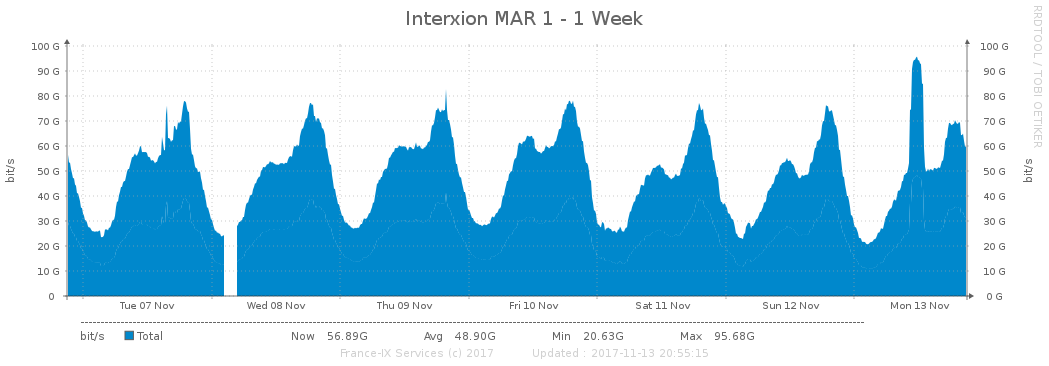 Interxion MAR 1 - 1 Week
RRDTOOL / TOBI OETIKER
100 G 100 G
90 G 90 G
80 G 80 G
70 G 70 G
60 G 60 G
50 G 50 G
40 G 40 G
30 G 30 G
20 G 20 G
10 G 10 G
0 0 G
bit/s bit/s
Tue 07 Nov Wed 08 Nov Thu 09 Nov Fri 10 Nov Sat 11 Nov Sun 12 Nov Mon 13 Nov
bit/s Total Now 56.89G Avg 48.90G Min 20.63G Max 95.68G
France-IX Services (c) 2017 Updated : 2017-11-13 20:55:15